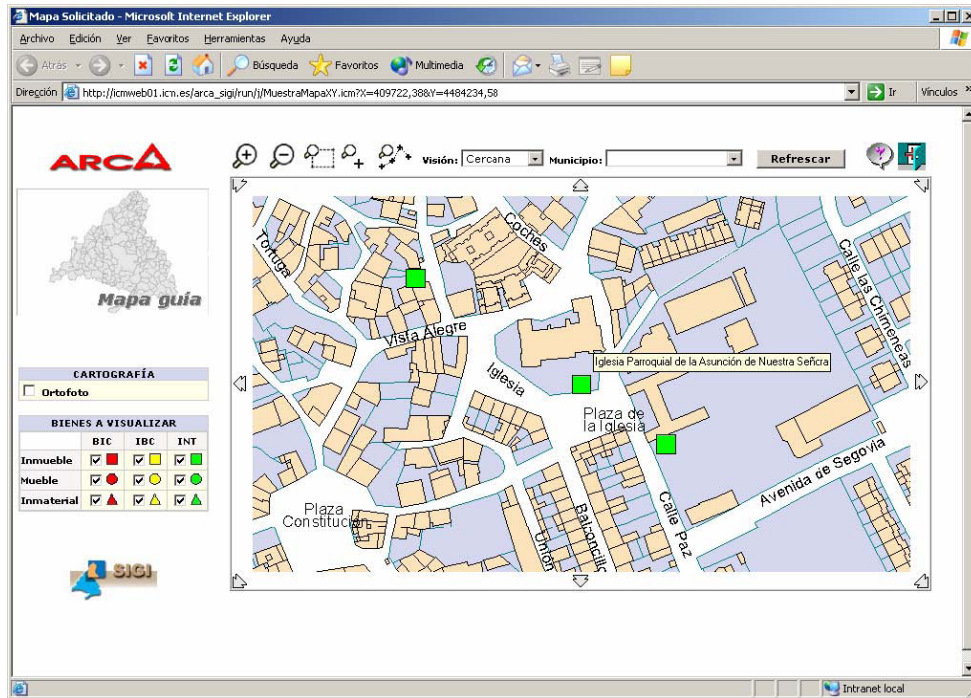 Mapa Solicitado - Microsoft Internet Explorer
Archivo Edición Ver Favoritos Herramientas Ayuda
Atrás Búsqueda Favoritos Multimedia
Dirección http://icmweb01.icm.es/arca_sigi/run/j/MuestraMapaXY.icm?X=409722,38&Y=4484234,58 Ir Vínculos »
ARCA
Visión: Cercana Municipio: Refrescar
Mapa guía
CARTOGRAFÍA
Ortofoto
BIENES A VISUALIZAR
BIC IBC INT
Inmueble
Mueble
Inmaterial
SIGI
Tortuga
Coches
Calle las Chimeneas
Vista Alegre
Iglesia Parroquial de la Asunción de Nuestra Señora
Iglesia
Plaza de
la Iglesia
Avenida de Segovia
Plaza
Constitución
Unión
Balconcillo
Calle Paz
Intranet local